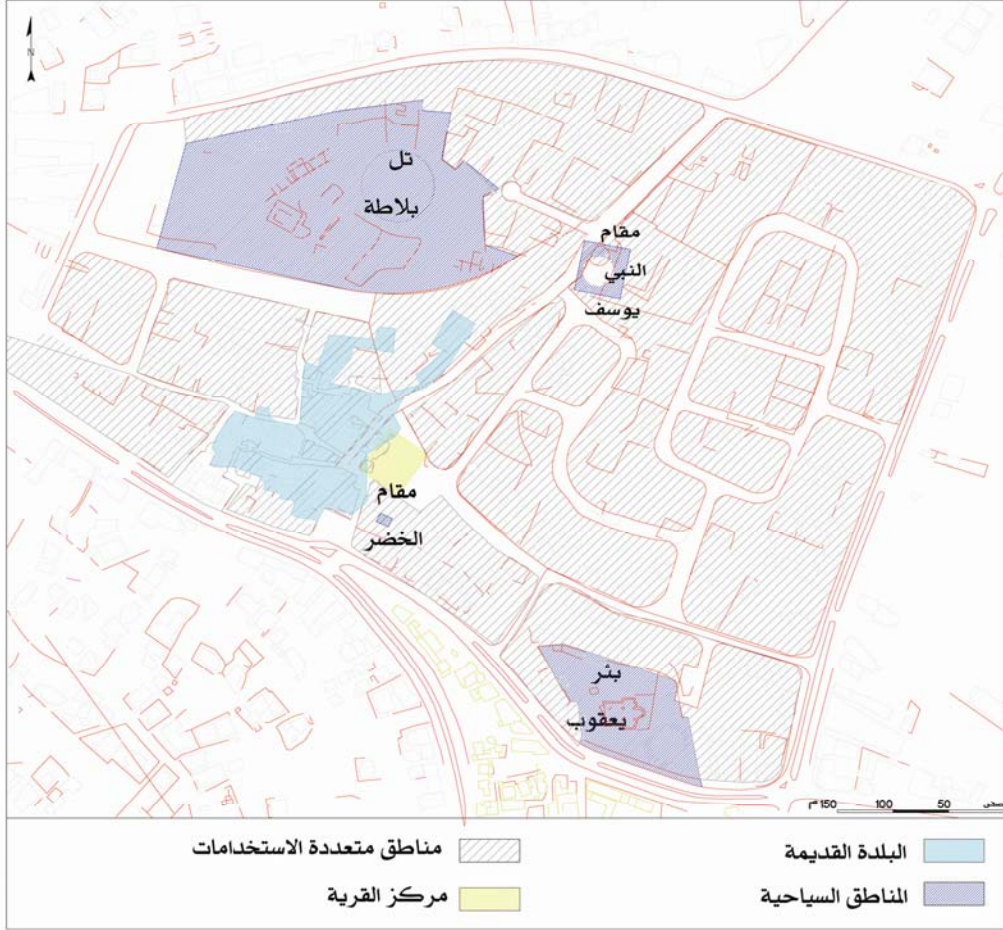 N
تل
بلاطة
مقام
النبي
يوسف
مقام
الخضر
بئر
يعقوب
150م 100 50
البلدة القديمة
مناطق متعددة الاستخدامات
المناطق السياحية
مركز القرية